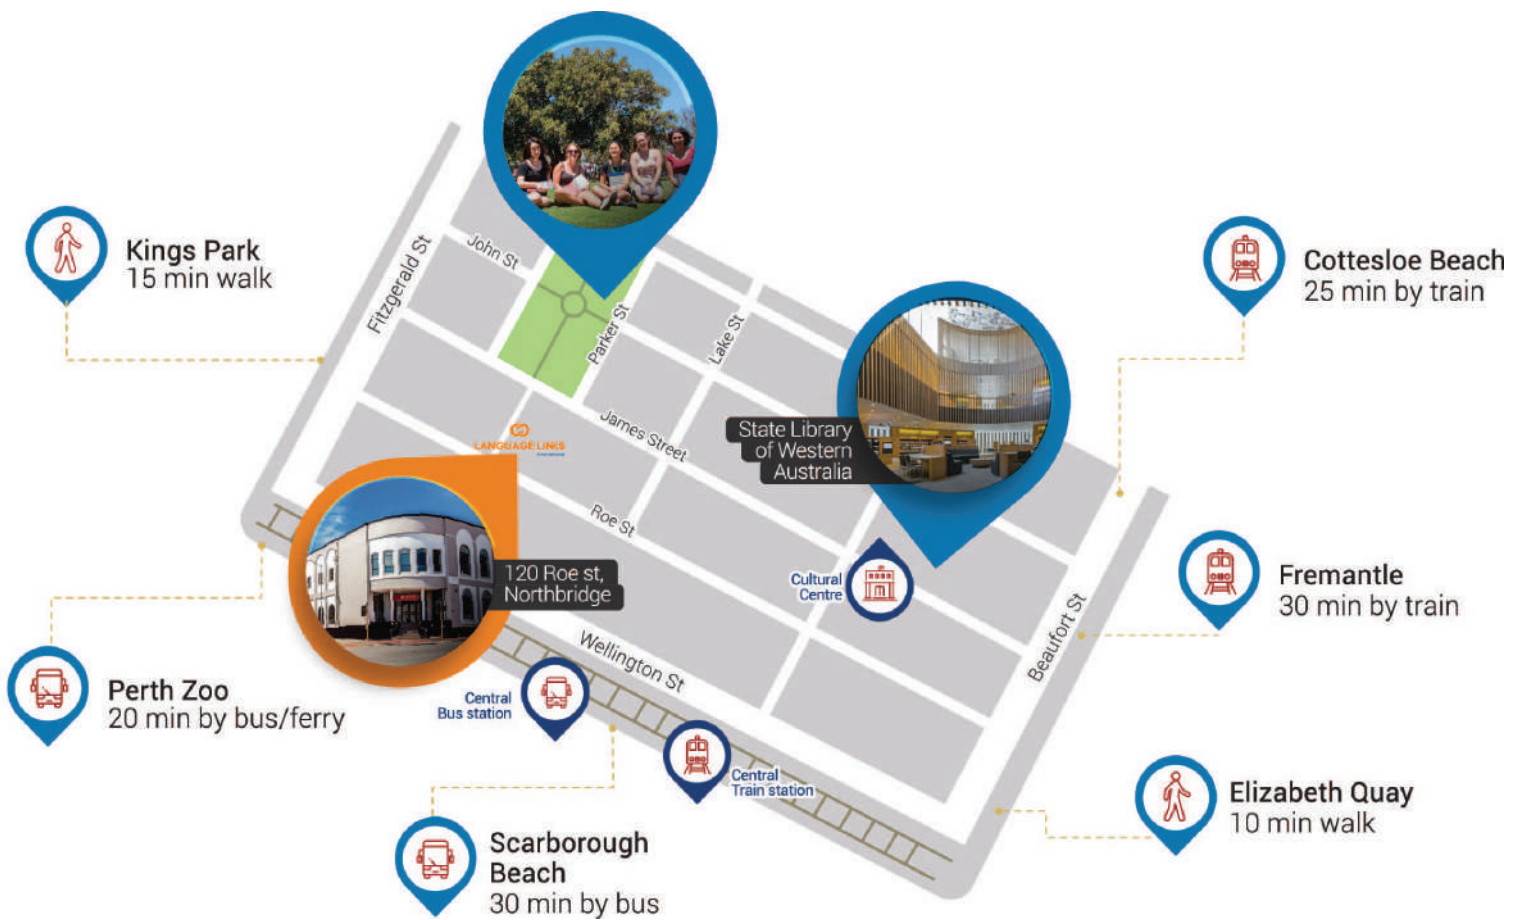 Kings Park
15 min walk
Fitzgerald St
John St
Parker St
Lake St
Cottesloe Beach
25 min by train
LANGUAGE LINKS
James Street
State Library
of Western
Australia
Roe St
120 Roe st,
Northbridge
Cultural
Centre
Fremantle
30 min by train
Beaufort St
Wellington St
Perth Zoo
20 min by bus/ferry
Central
Bus station
Central
Train station
Elizabeth Quay
10 min walk
Scarborough
Beach
30 min by bus